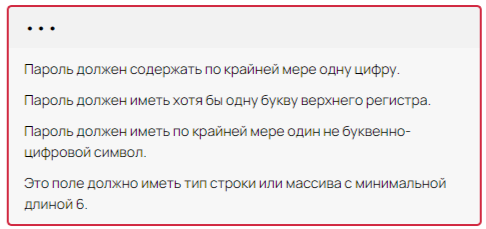 Пароль должен содержать по крайней мере одну цифру.
Пароль должен иметь хотя бы одну букву верхнего регистра.
Пароль должен иметь по крайней мере один не буквенно-
цифровой символ.
Это поле должно иметь тип строки или массива с минимальной
длиной 6.